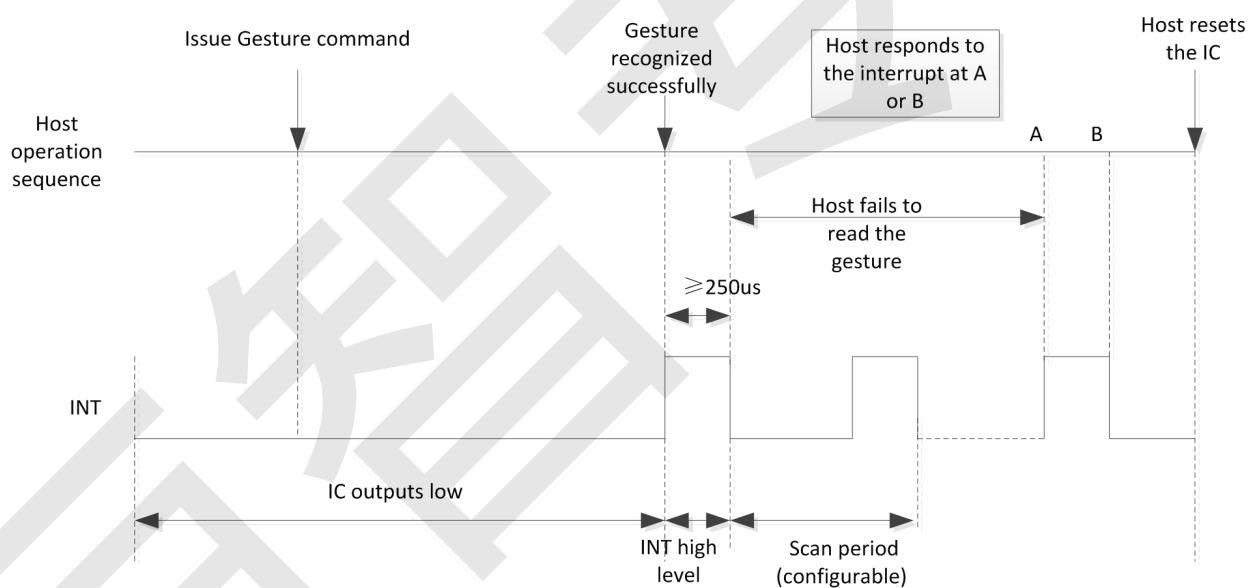 Issue Gesture command
Gesture
recognized
successfully
Host responds to
the interrupt at A
or B
Host resets
the IC
Host
operation
sequence
A
B
Host fails to
read the
gesture
≥250us
INT
IC outputs low
INT high
level
Scan period
(configurable)